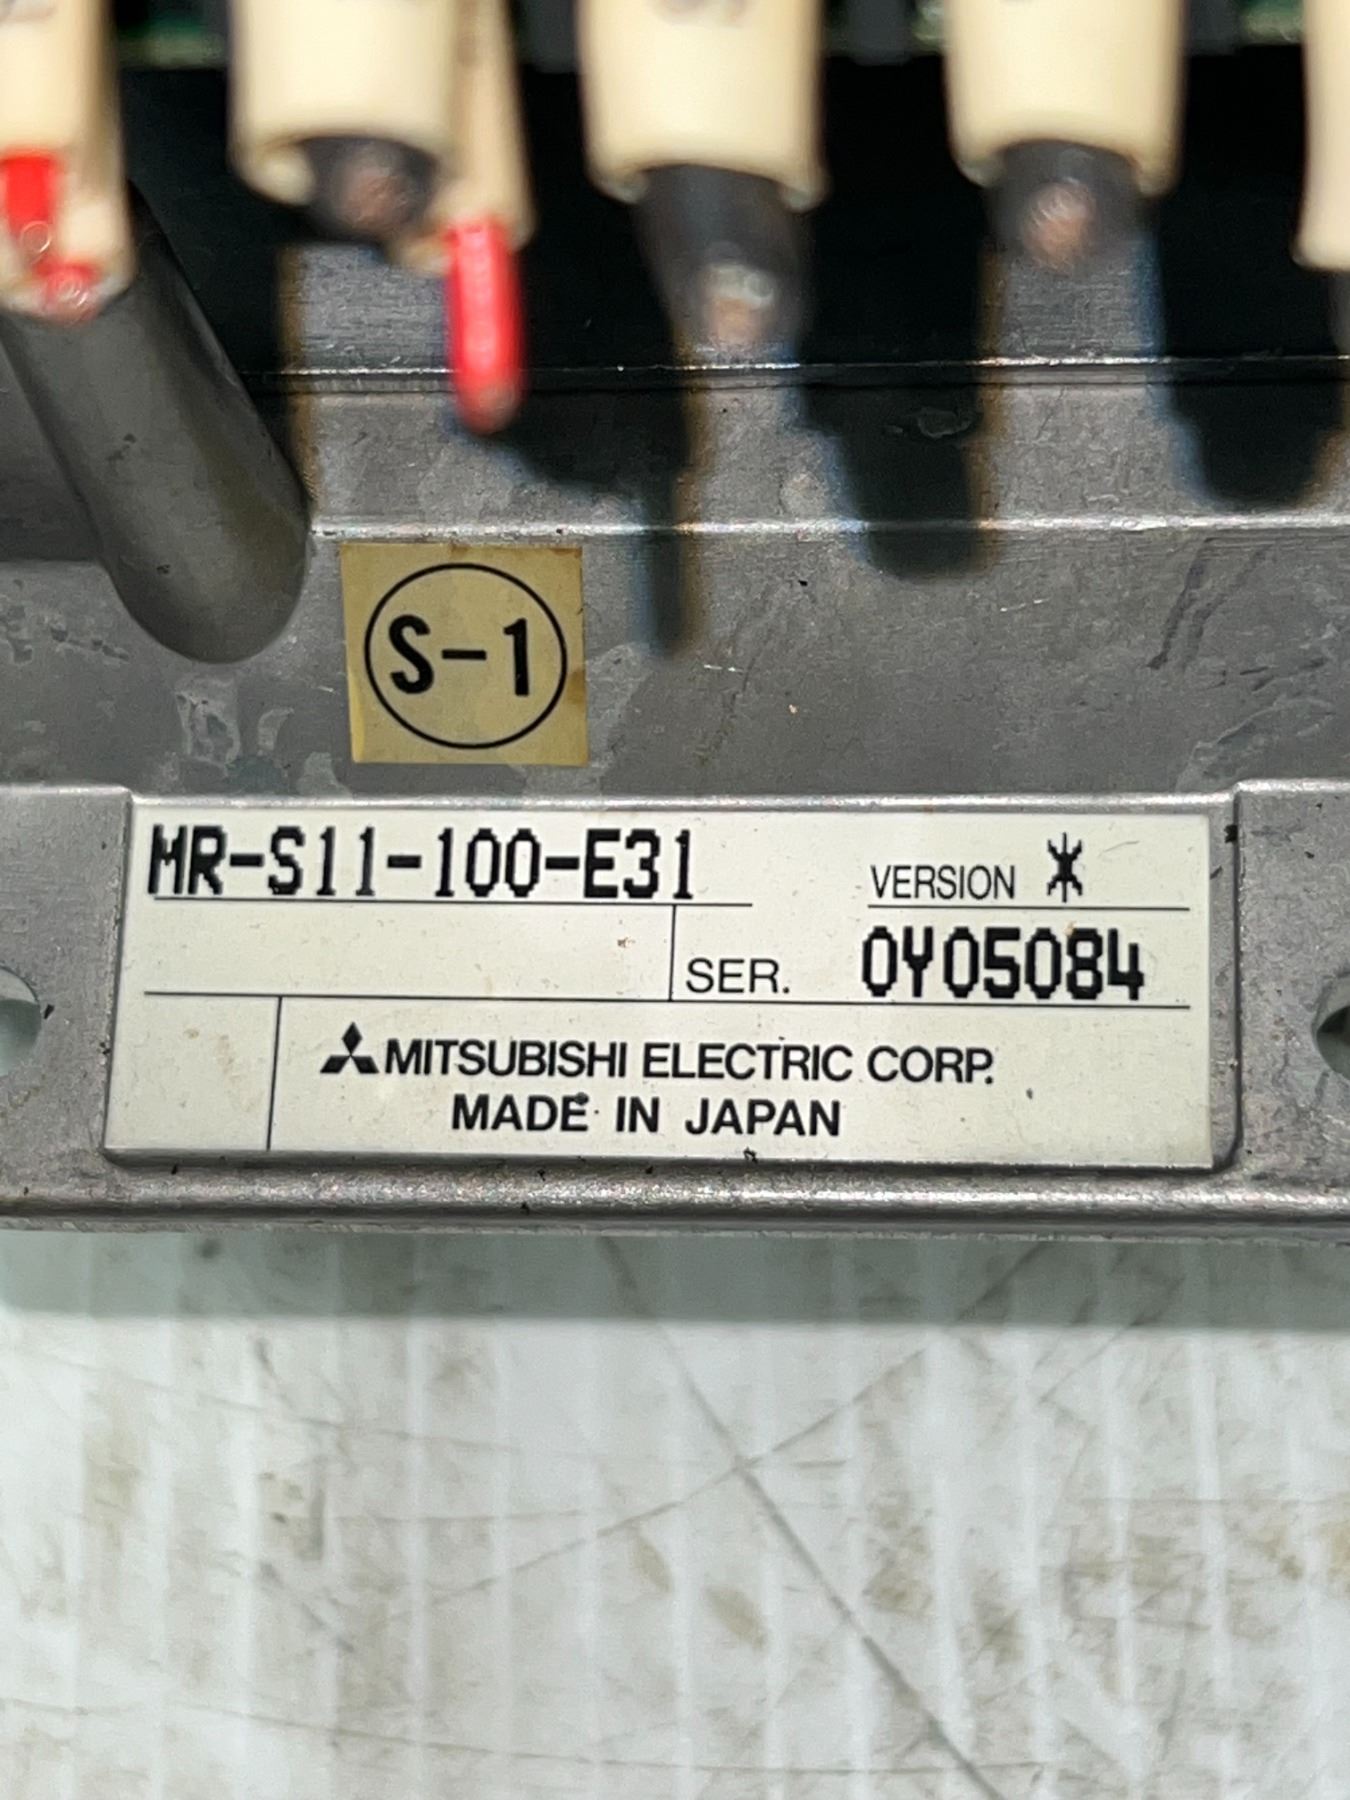 S-1
MR-S11-100-E31
VERSION *
SER. 0Y05084
MITSUBISHI ELECTRIC CORP.
MADE IN JAPAN